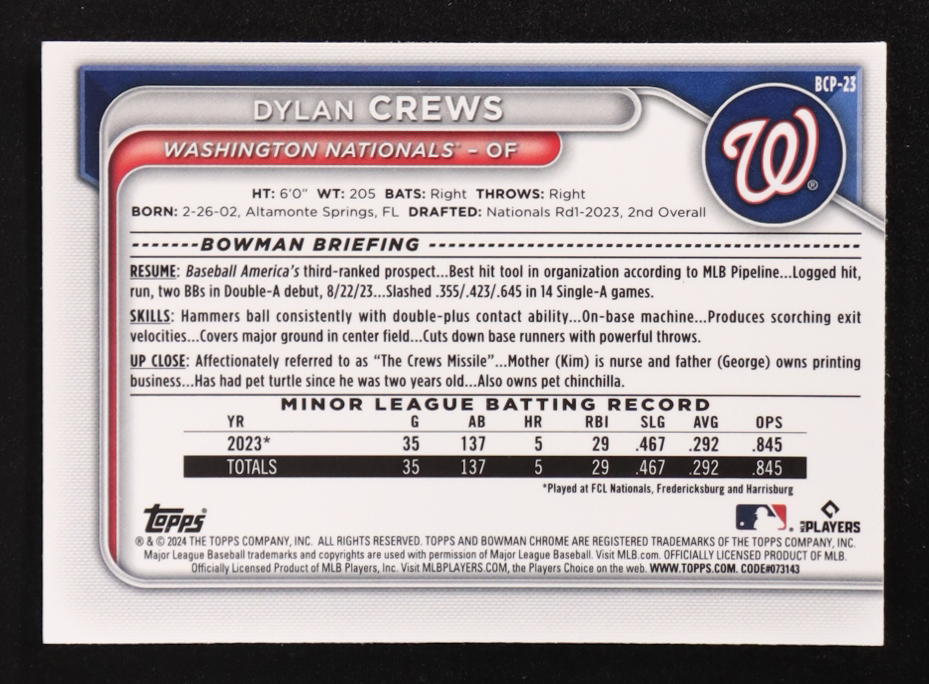 BCP-23
DYLAN CREWS
WASHINGTON NATIONALS™ - OF
W®
HT: 6'0" WT: 205 BATS: Right THROWS: Right
BORN: 2-26-02, Altamonte Springs, FL DRAFTED: Nationals Rd1-2023, 2nd Overall
-------BOWMAN BRIEFING -------
RESUME: Baseball America's third-ranked prospect...Best hit tool in organization according to MLB Pipeline...Logged hit,
run, two BBs in Double-A debut, 8/22/23...Slashed .355/.423/.645 in 14 Single-A games.
SKILLS: Hammers ball consistently with double-plus contact ability...On-base machine...Produces scorching exit
velocities...Covers major ground in center field...Cuts down base runners with powerful throws.
UP CLOSE: Affectionately referred to as “The Crews Missile”...Mother (Kim) is nurse and father (George) owns printing
business...Has had pet turtle since he was two years old...Also owns pet chinchilla.
MINOR LEAGUE BATTING RECORD
YR G AB HR RBI SLG AVG OPS
2023* 35 137 5 29 .467 .292 .845
TOTALS 35 137 5 29 .467 .292 .845
*Played at FCL Nationals, Fredericksburg and Harrisburg
Topps® MLB PLAYERS
® & © 2024 THE TOPPS COMPANY, INC. ALL RIGHTS RESERVED. TOPPS AND BOWMAN CHROME ARE REGISTERED TRADEMARKS OF THE TOPPS COMPANY, INC.
Major League Baseball trademarks and copyrights are used with permission of Major League Baseball. Visit MLB.com. OFFICIALLY LICENSED PRODUCT OF MLB.
Officially Licensed Product of MLB Players, Inc. Visit MLBPLAYERS.COM, the Players Choice on the web. WWW.TOPPS.COM. CODE#073143